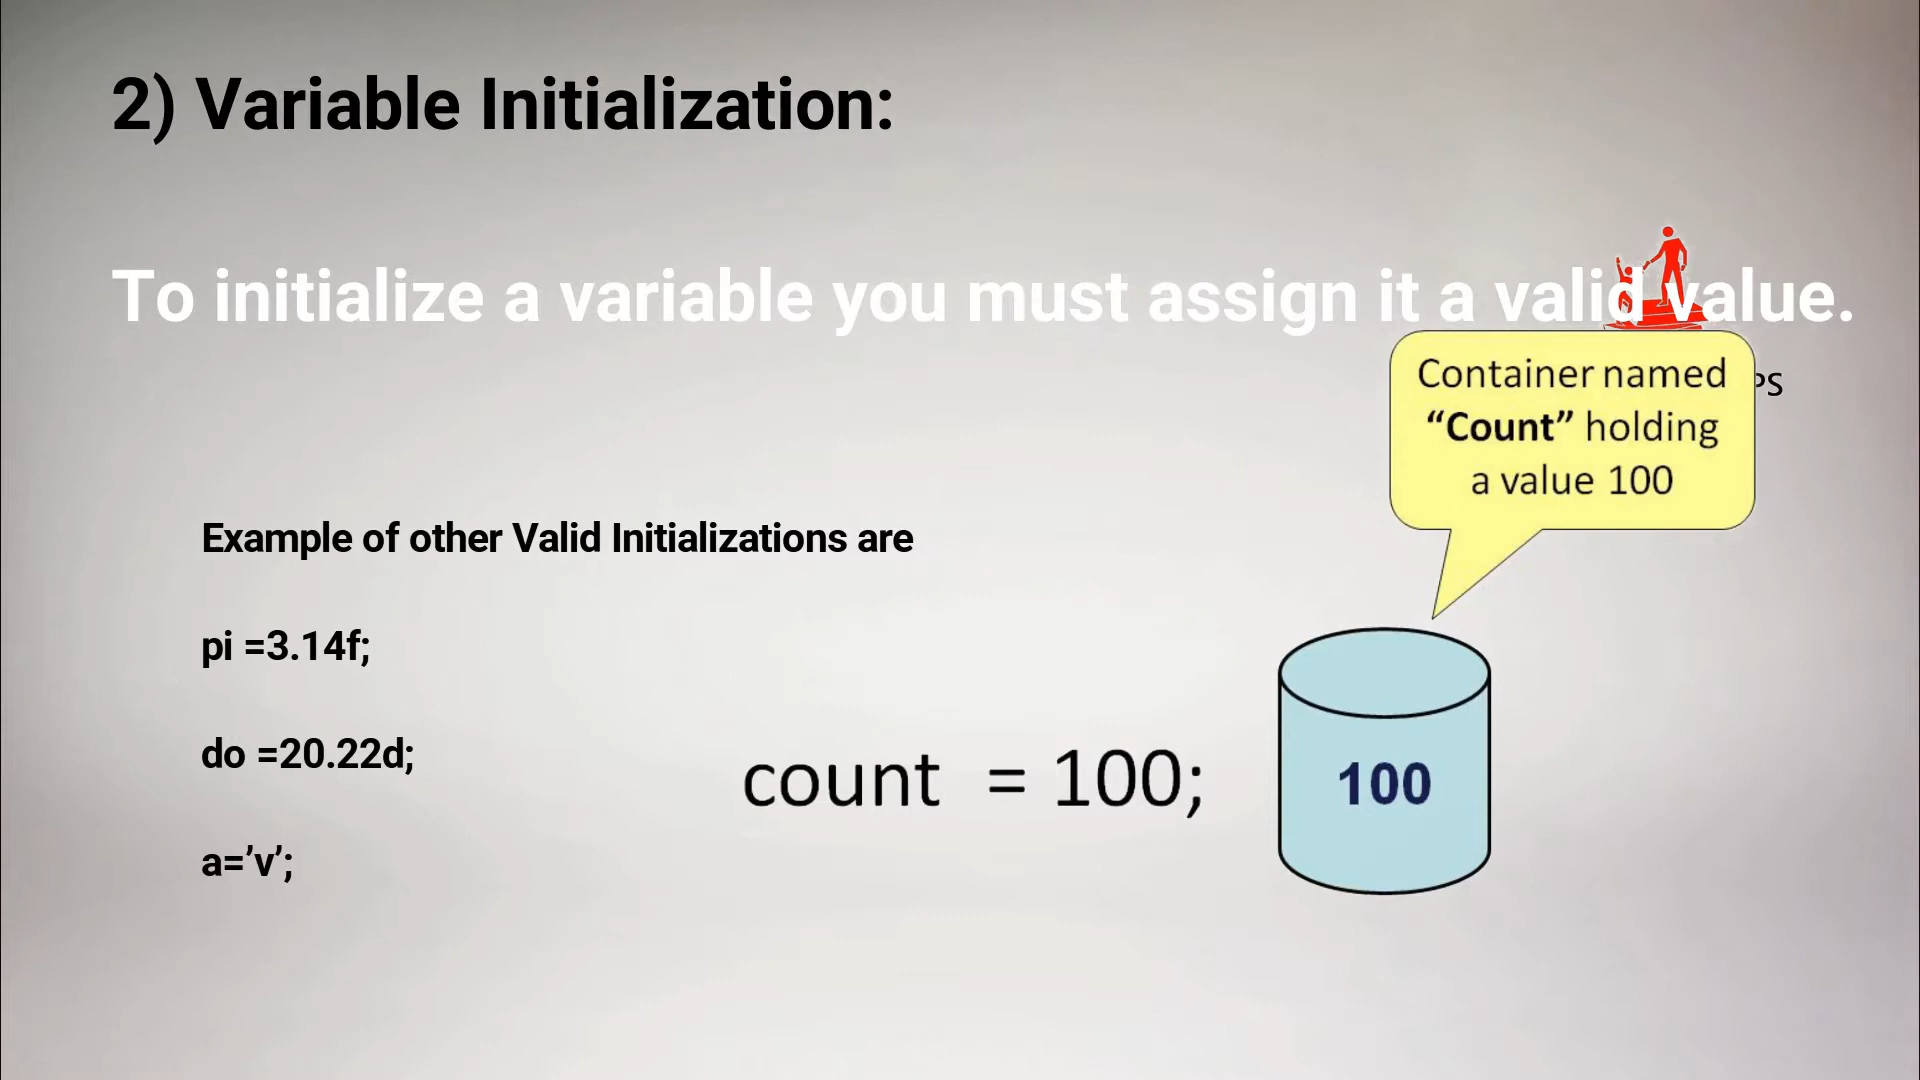 2) Variable Initialization:
To initialize a variable you must assign it a valid value.
Container named
“Count” holding
a value 100
Example of other Valid Initializations are
pi =3.14f;
do =20.22d;
a=’v’;
count = 100;
100